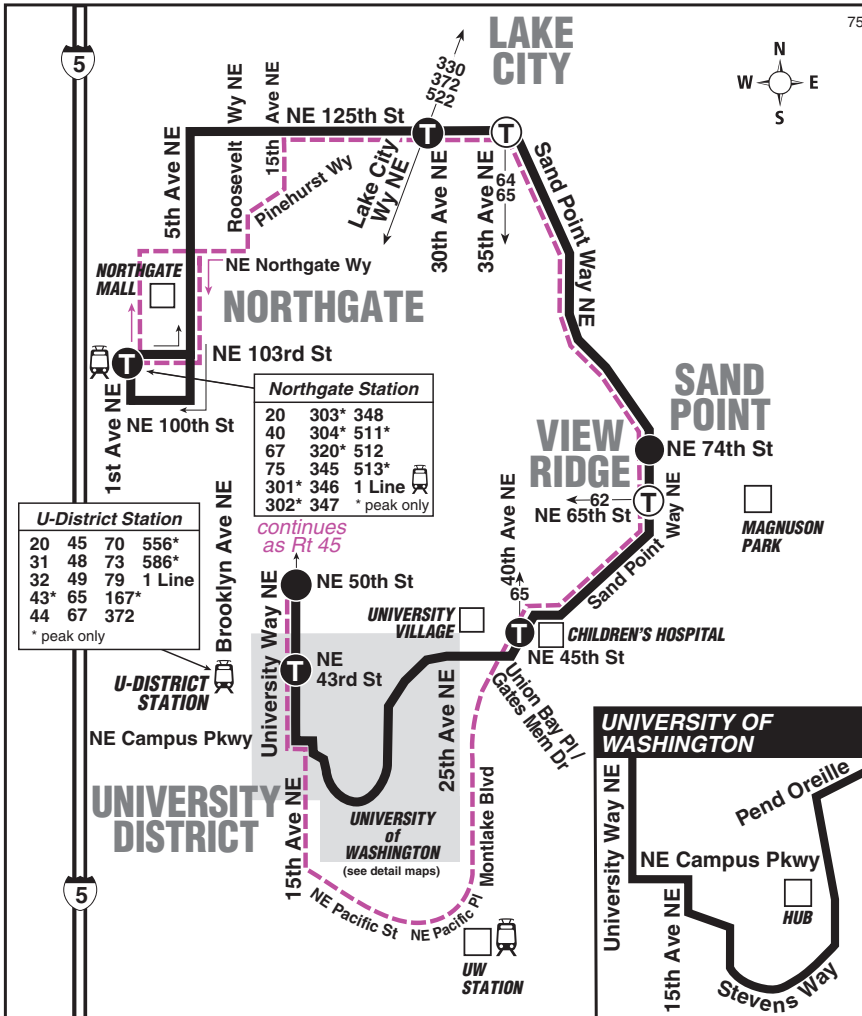 75
5
LAKE
CITY
N
W E
S
330
372
522
5th Ave NE
Roosevelt Wy NE
15th Ave NE
NE 125th St
Pinehurst Wy
Lake City
Wy NE
T
T
30th Ave NE
35th Ave NE
64
65
Sand Point Way NE
NORTHGATE
MALL
NE Northgate Wy
NORTHGATE
T
NE 103rd St
1st Ave NE
NE 100th St
Northgate Station
20 303* 348
40 304* 511*
67 320* 512
75 345 513*
301* 346 1 Line
302* 347 * peak only
SAND
POINT
VIEW
RIDGE
NE 74th St
62
T
NE 65th St
Way NE
Sand Point
MAGNUSON
PARK
U-District Station
20 45 70 556*
31 48 73 586*
32 49 79 1 Line
43* 65 167*
44 67 372
* peak only
Brooklyn Ave NE
continues
as Rt 45
NE 50th St
40th Ave NE
65
UNIVERSITY
VILLAGE
T
CHILDREN'S HOSPITAL
NE 45th St
University Way NE
T
NE
43rd St
U-DISTRICT
STATION
25th Ave NE
Union Bay Pl/
Gates Mem Dr
NE Campus Pkwy
UNIVERSITY
DISTRICT
15th Ave NE
UNIVERSITY
of
WASHINGTON
(see detail maps)
Montlake Blvd
NE Pacific St
NE Pacific Pl
UW
STATION
5
UNIVERSITY OF
WASHINGTON
University Way NE
Pend Oreille
NE Campus Pkwy
15th Ave NE
HUB
Stevens Way